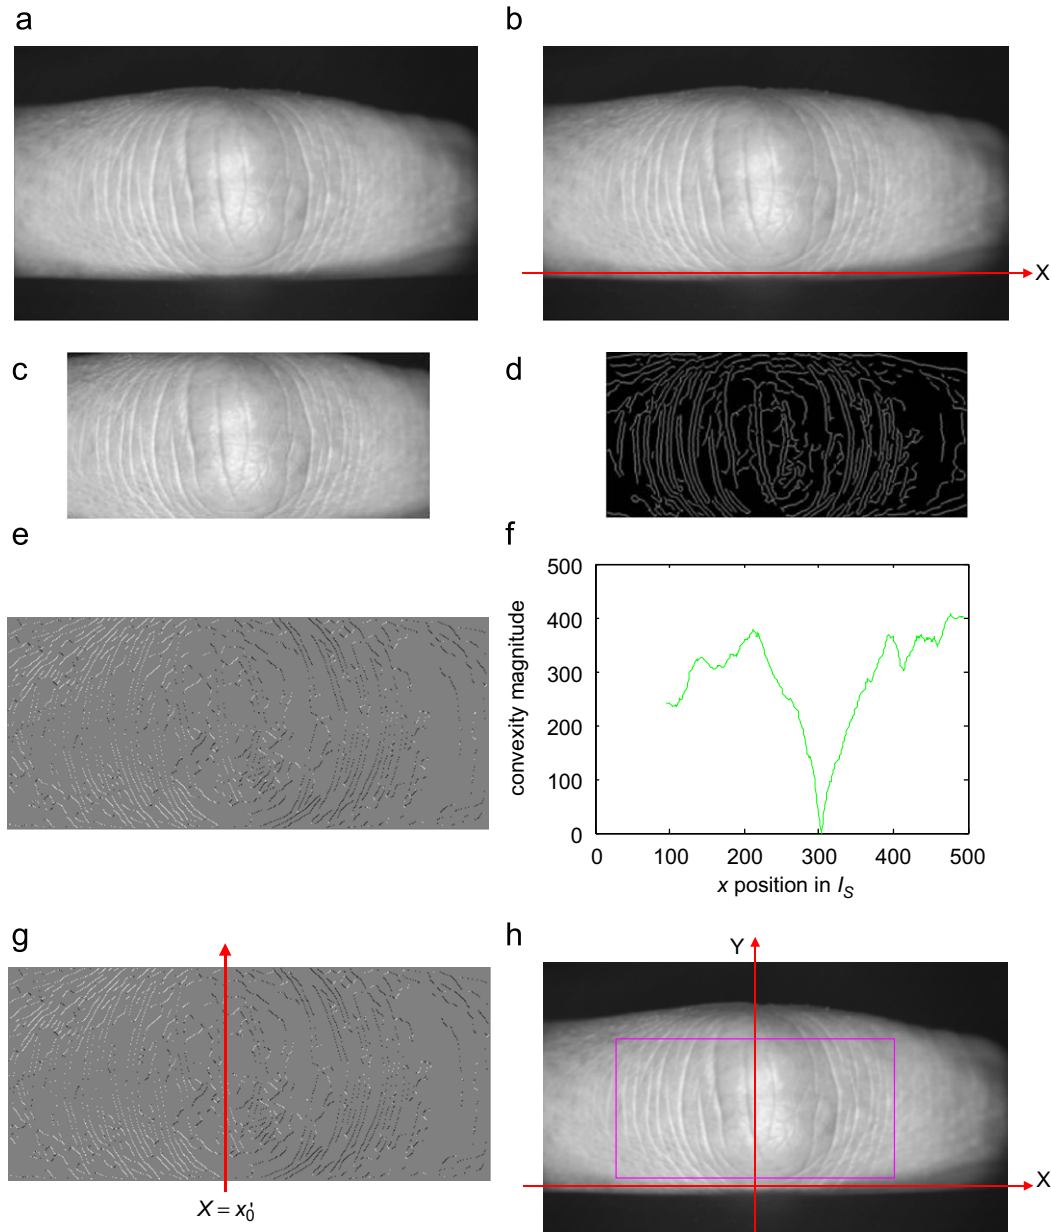 a
b
X
c
d
e
f
500
400
300
200
100
0
convexity magnitude
0
100
200
300
400
500
x position in I_S
g
h
Y
X
X = x'_0